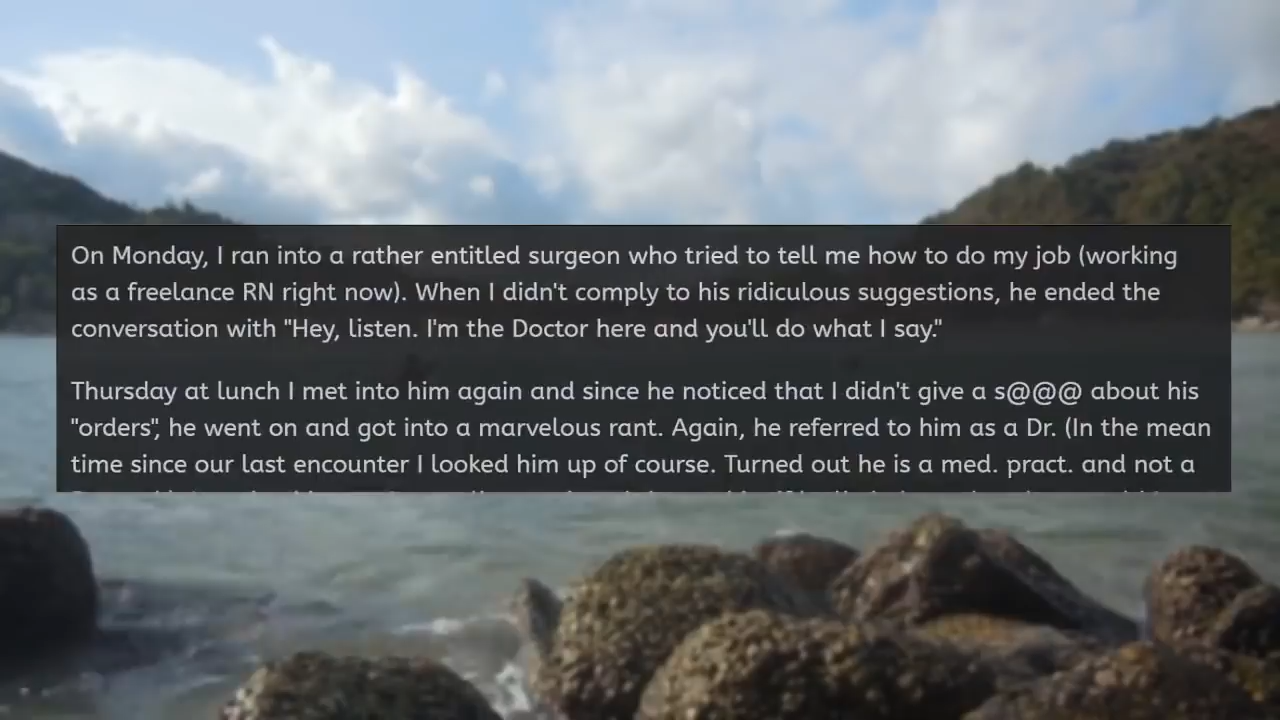 On Monday, I ran into a rather entitled surgeon who tried to tell me how to do my job (working
as a freelance RN right now). When I didn't comply to his ridiculous suggestions, he ended the
conversation with "Hey, listen. I'm the Doctor here and you'll do what I say."
Thursday at lunch I met into him again and since he noticed that I didn't give a s@@@ about his
"orders", he went on and got into a marvelous rant. Again, he referred to him as a Dr. (In the mean
time since our last encounter I looked him up of course. Turned out he is a med. pract. and not a